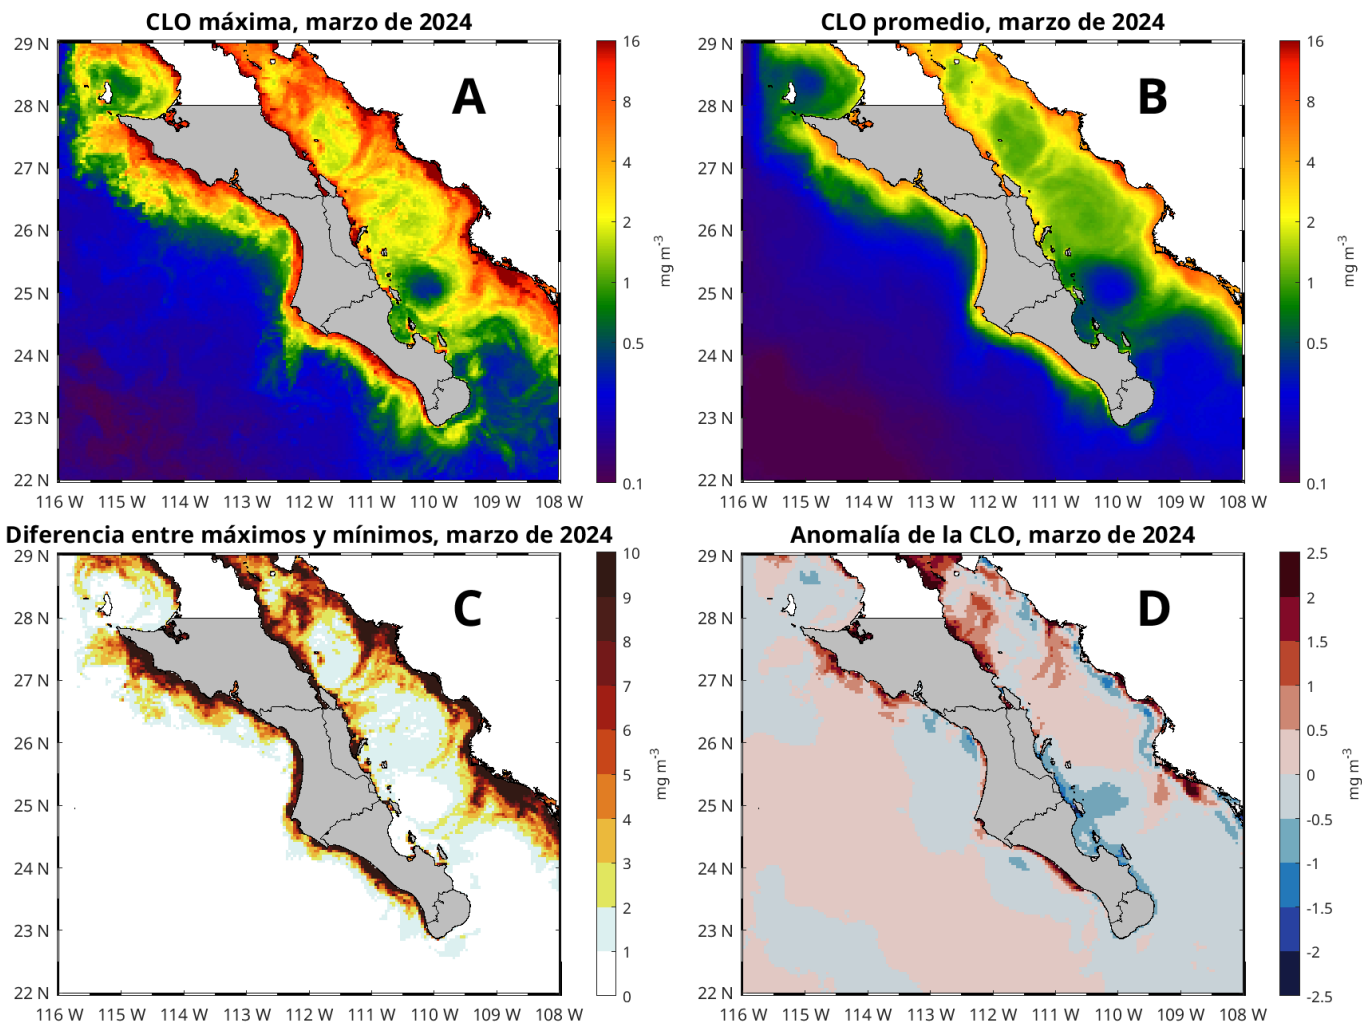 CLO máxima, marzo de 2024
29 N
28 N
27 N
26 N
25 N
24 N
23 N
22 N
116 W 115 W 114 W 113 W 112 W 111 W 110 W 109 W 108 W
A
16
8
4
2
1
0.5
0.1
mg m⁻³
CLO promedio, marzo de 2024
29 N
28 N
27 N
26 N
25 N
24 N
23 N
22 N
116 W 115 W 114 W 113 W 112 W 111 W 110 W 109 W 108 W
B
16
8
4
2
1
0.5
0.1
mg m⁻³
Diferencia entre máximos y mínimos, marzo de 2024
29 N
28 N
27 N
26 N
25 N
24 N
23 N
22 N
116 W 115 W 114 W 113 W 112 W 111 W 110 W 109 W 108 W
C
10
9
8
7
6
5
4
3
2
1
0
mg m⁻³
Anomalía de la CLO, marzo de 2024
29 N
28 N
27 N
26 N
25 N
24 N
23 N
22 N
116 W 115 W 114 W 113 W 112 W 111 W 110 W 109 W 108 W
D
2.5
2
1.5
1
0.5
0
-0.5
-1
-1.5
-2
-2.5
mg m⁻³